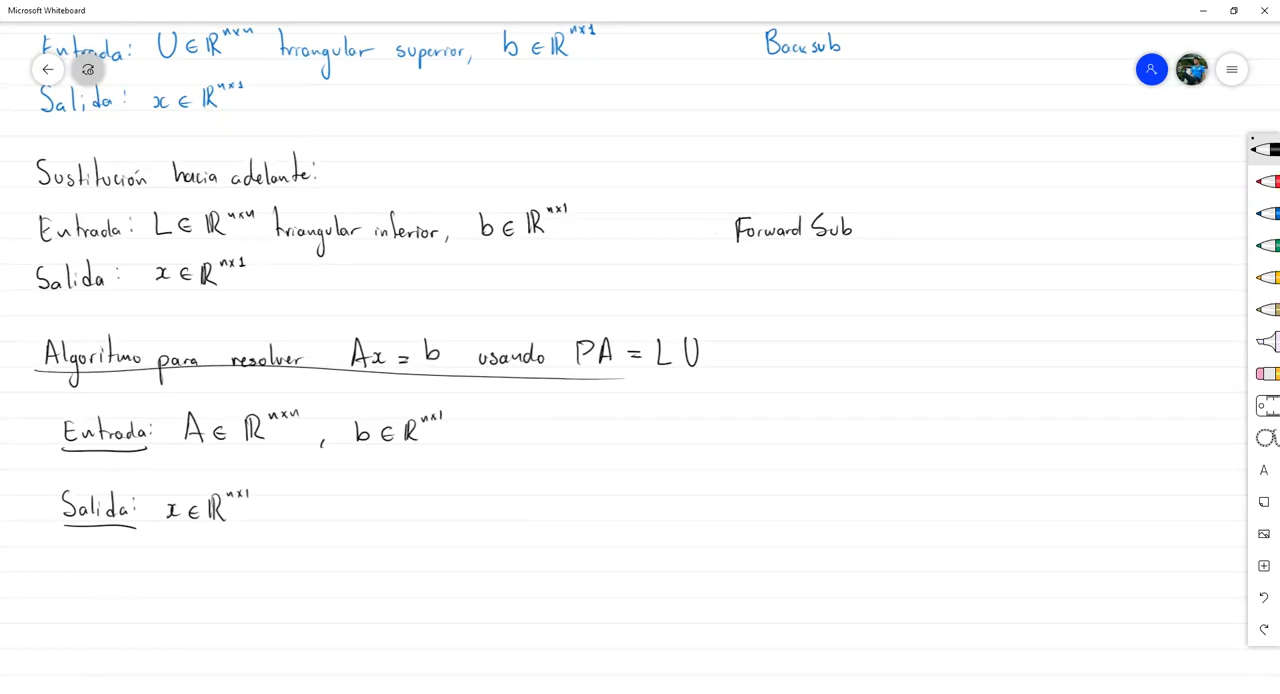 Microsoft Whiteboard
Entrada: U ∈ ℝⁿˣⁿ triangular superior, b ∈ ℝⁿˣ¹ Backsub
Salida: x ∈ ℝⁿˣ¹
Sustitución hacia adelante:
Entrada: L ∈ ℝⁿˣⁿ triangular inferior, b ∈ ℝⁿˣ¹ Forward Sub
Salida: x ∈ ℝⁿˣ¹
Algoritmo para resolver Ax = b usando PA = LU
Entrada: A ∈ ℝⁿˣⁿ, b ∈ ℝⁿˣ¹
Salida: x ∈ ℝⁿˣ¹